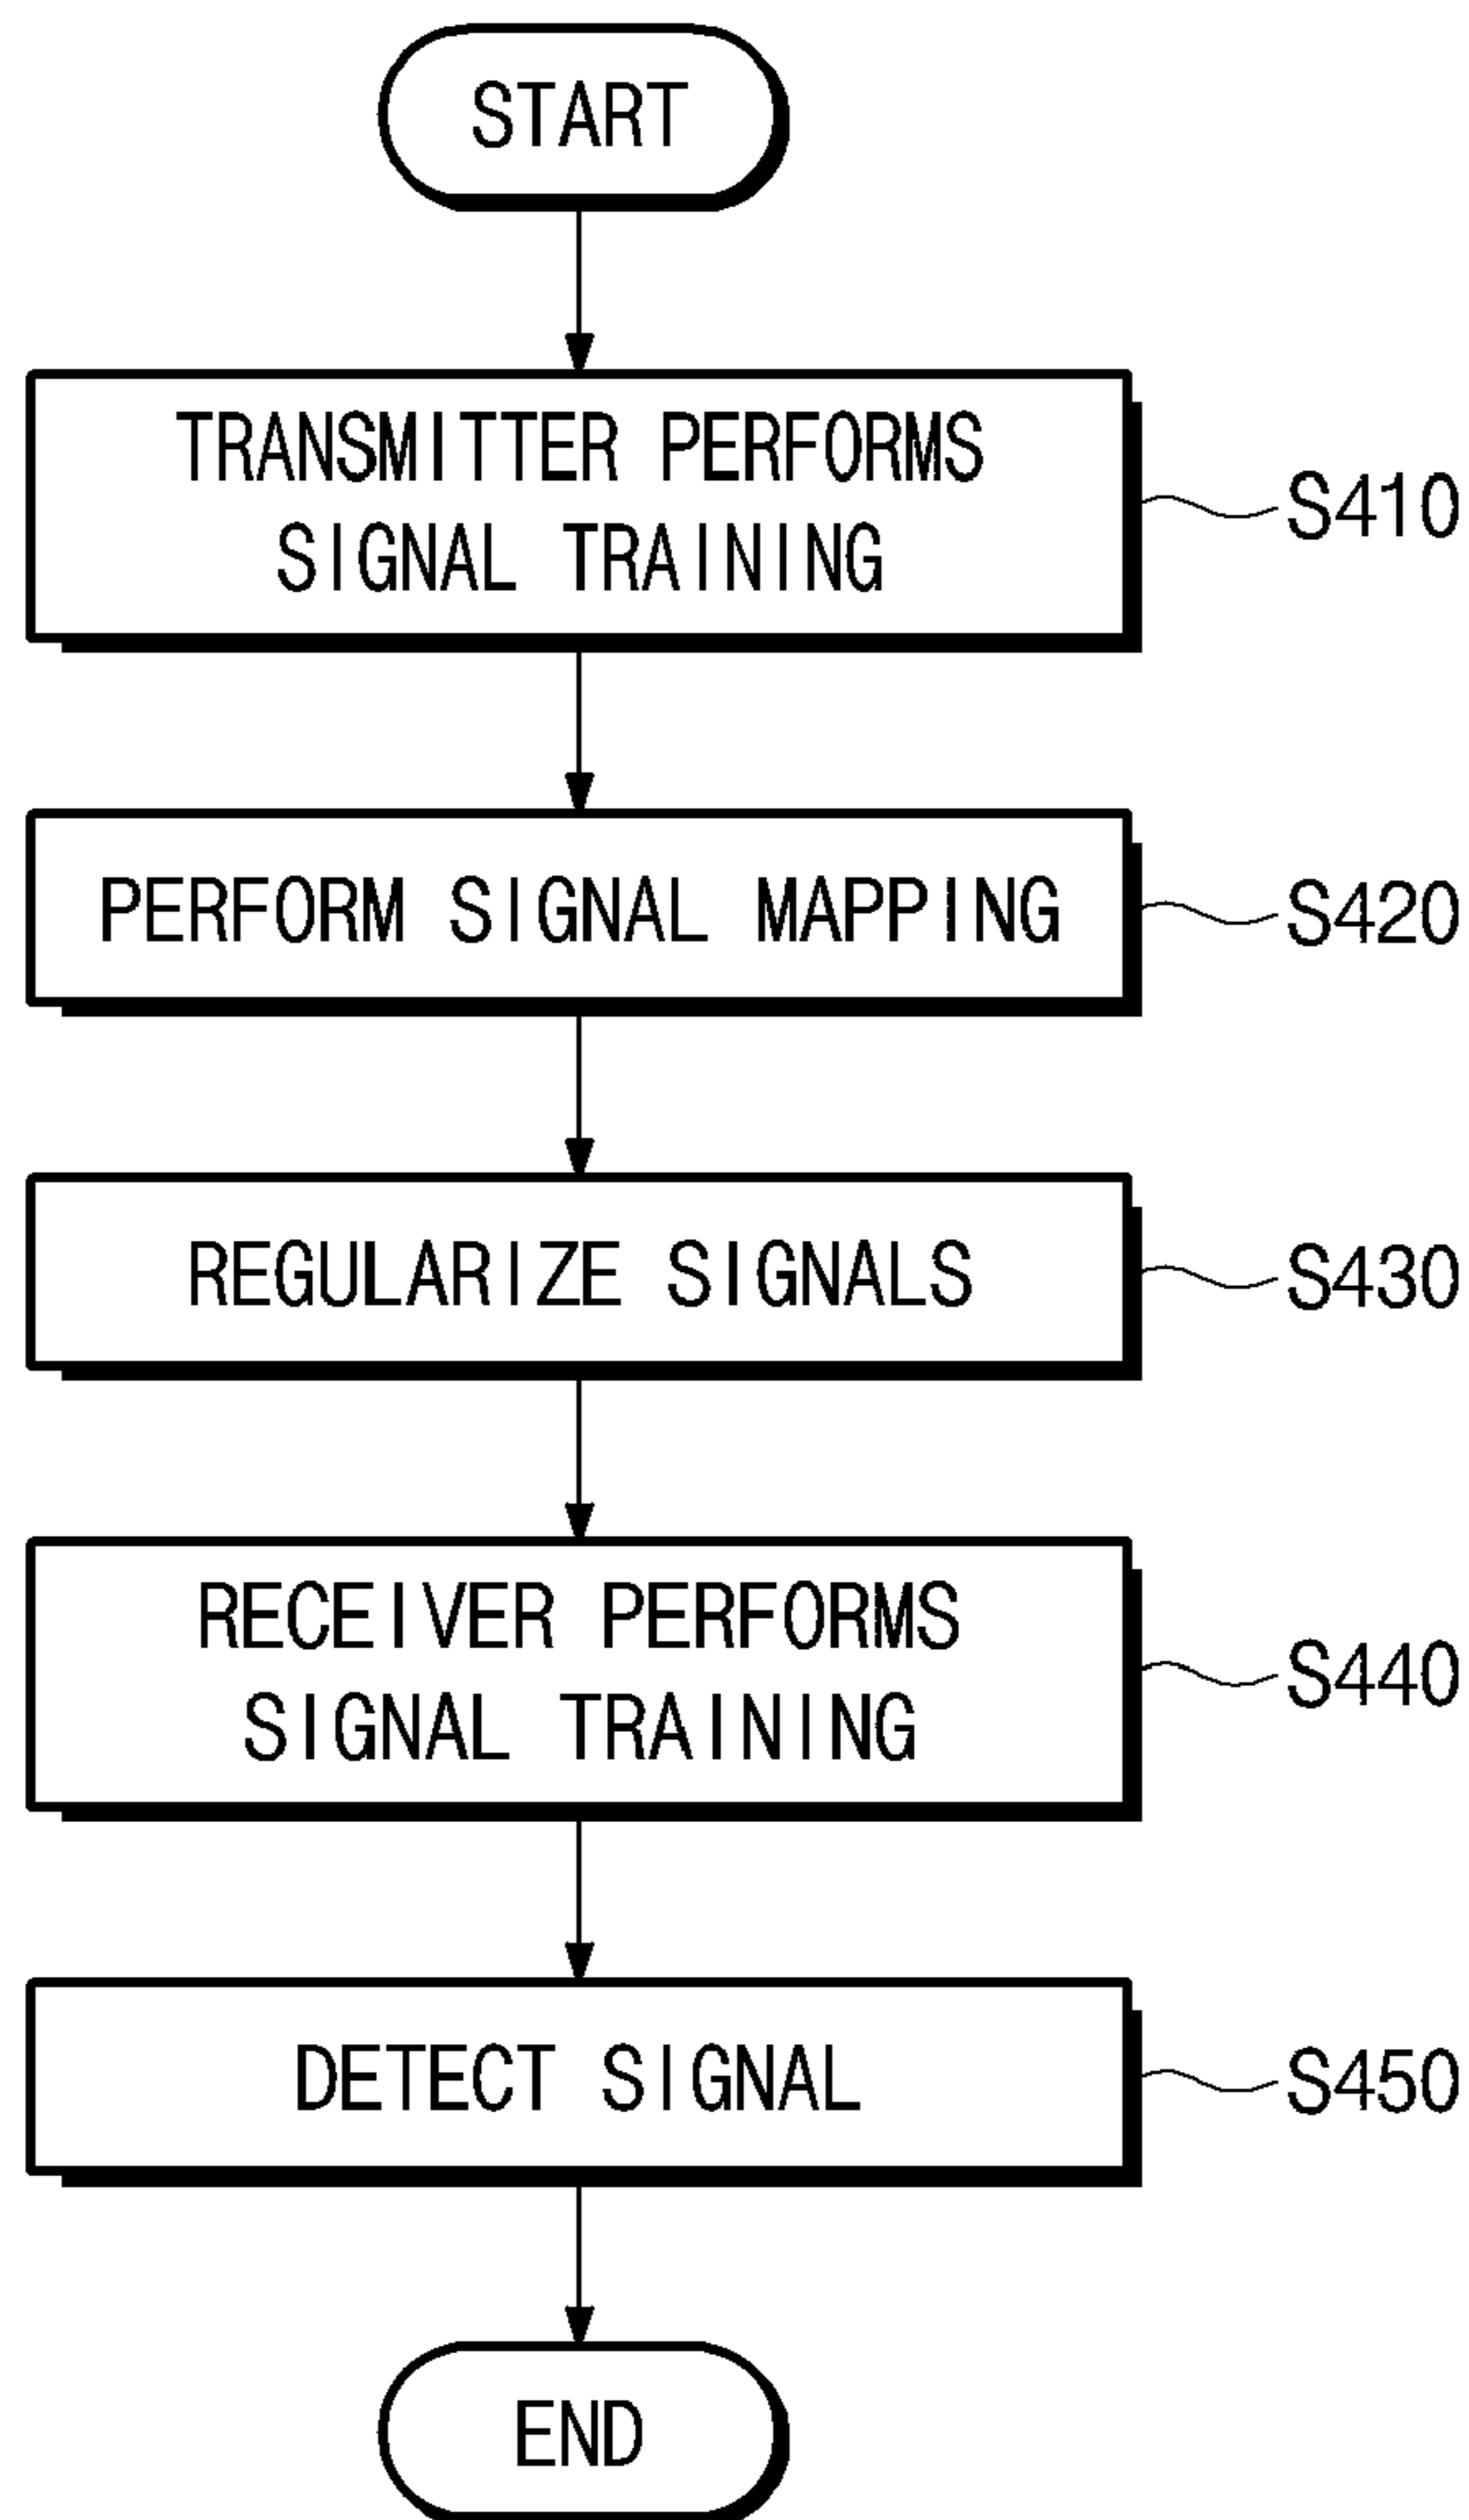 START
TRANSMITTER PERFORMS
SIGNAL TRAINING
S410
PERFORM SIGNAL MAPPING
S420
REGULARIZE SIGNALS
S430
RECEIVER PERFORMS
SIGNAL TRAINING
S440
DETECT SIGNAL
S450
END